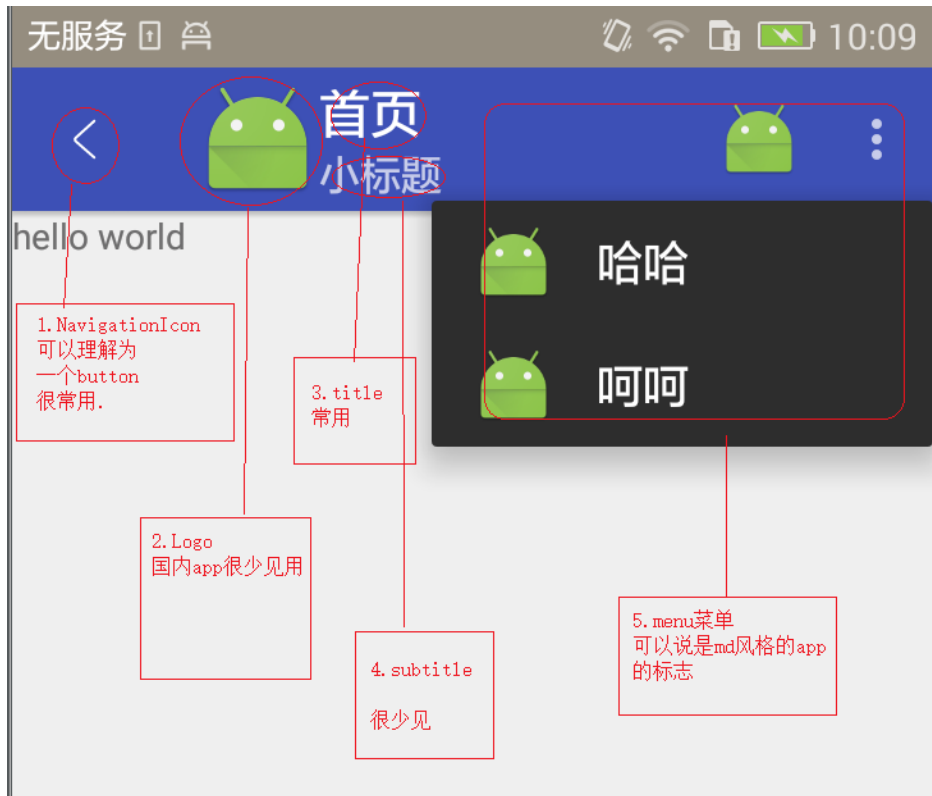 无服务 10:09
首页
小标题
hello world
哈哈
呵呵
1.NavigationIcon
可以理解为
一个button
很常用.
3.title
常用
2.Logo
国内app很少见用
4.subtitle
很少见
5.menu菜单
可以说是md风格的app
的标志